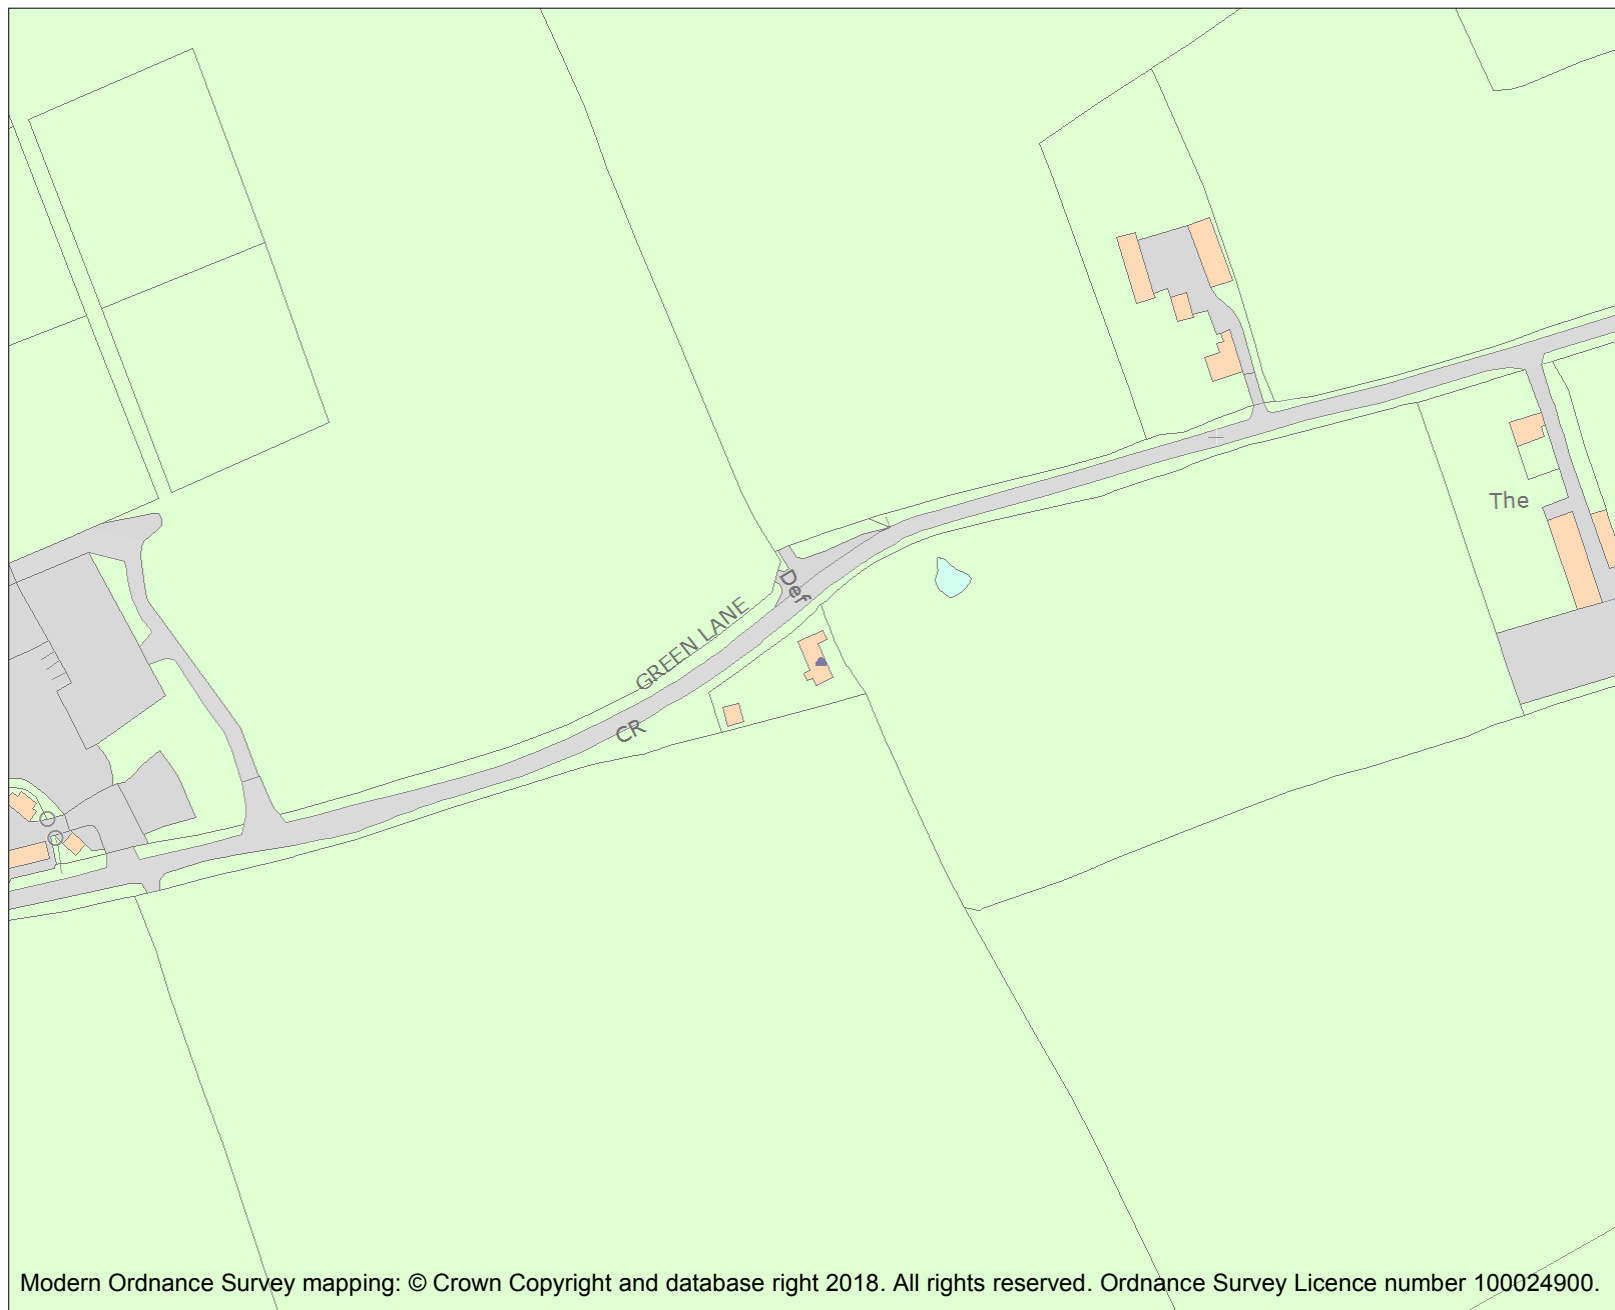 The
Def
GREEN LANE
CR
Modern Ordnance Survey mapping: © Crown Copyright and database right 2018. All rights reserved. Ordnance Survey Licence number 100024900.